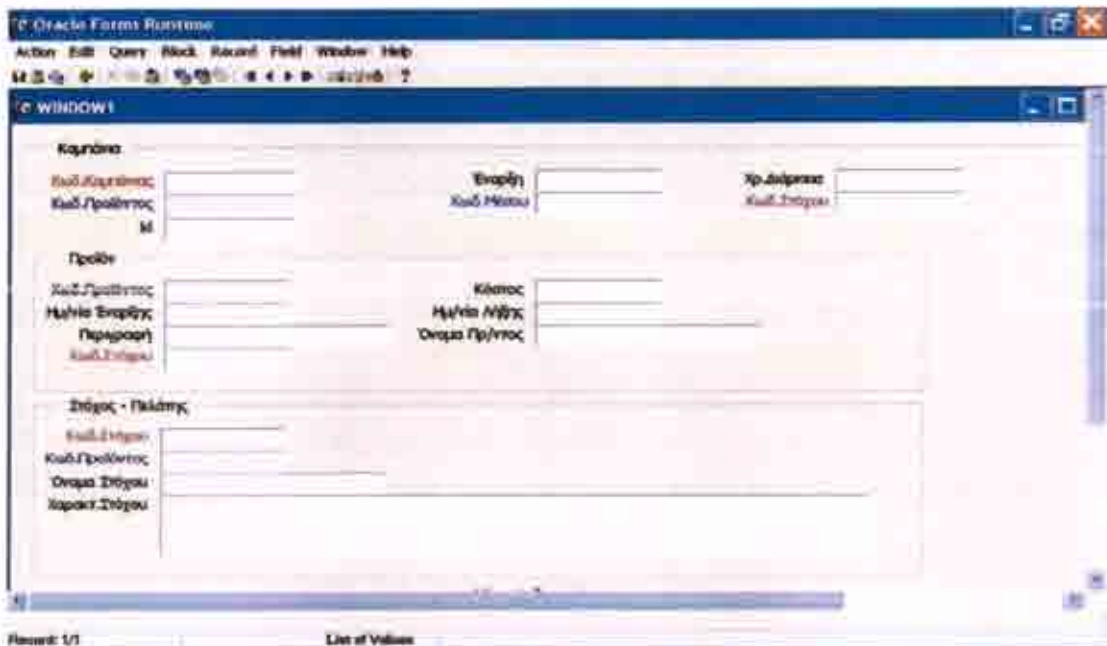 Oracle Forms Runtime
Action Edit Query Block Record Field Window Help
WINDOW1
Καμπάνια
Κωδ.Καμπάνιας Έναρξη Χρ.Διάρκεια
Κωδ.Προϊόντος Κωδ.Μέσου Κωδ.Στόχου
Id
Προϊόν
Κωδ.Προϊόντος Κόστος
Ημ/νία Έναρξης Ημ/νία Λήξης
Περιγραφή Όνομα Πρ/ντος
Κωδ.Στόχου
Στόχος - Πελάτης
Κωδ.Στόχου
Κωδ.Προϊόντος
Όνομα Στόχου
Χαρακτ.Στόχου
Record: 1/1 List of Values